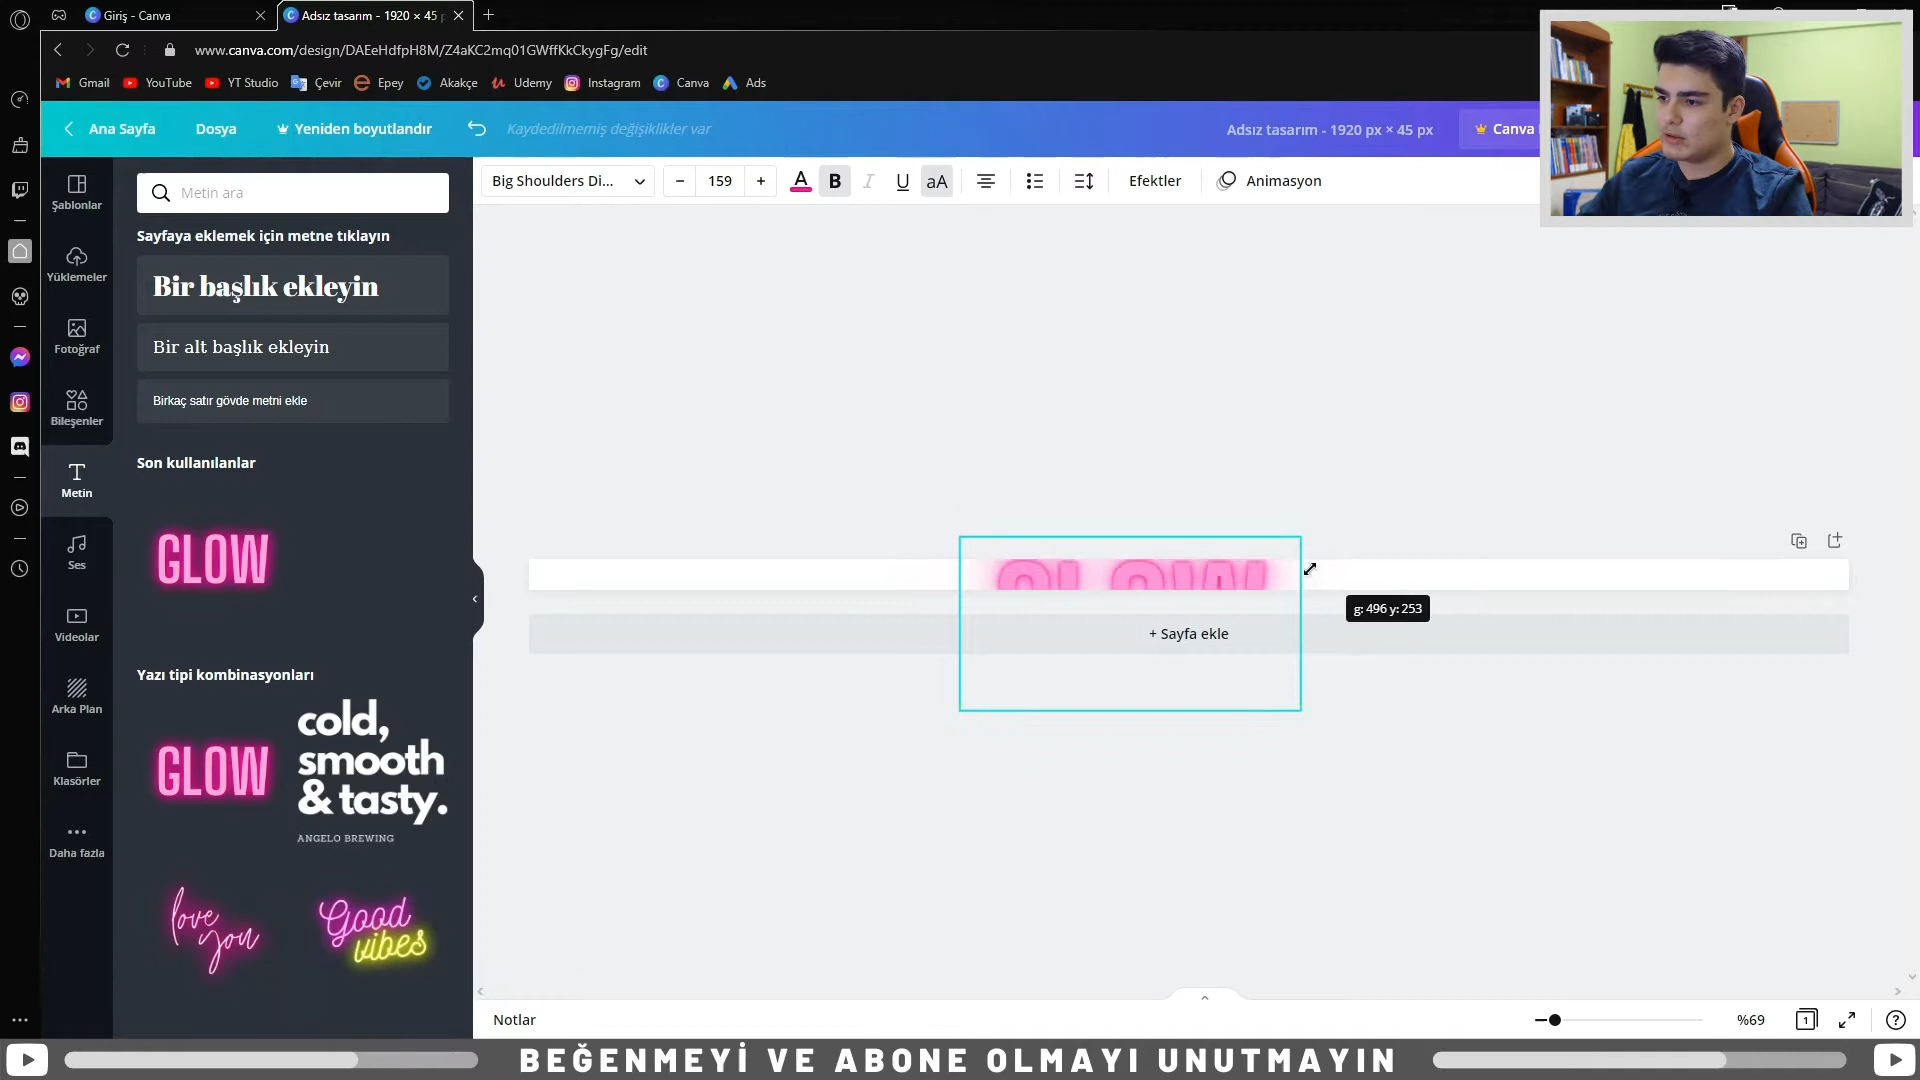 Giriş - Canva
Adsız tasarım - 1920 × 45 p
www.canva.com/design/DAEeHdfpH8M/Z4aKC2mq01GWffKkCkygFg/edit
Gmail YouTube YT Studio Çevir Epey Akakçe Udemy Instagram Canva Ads
Ana Sayfa Dosya Yeniden boyutlandır Kaydedilmemiş değişiklikler var Adsız tasarım - 1920 px × 45 px Canva
Metin ara
Big Shoulders Di... − 159 + A B I U aA Efektler Animasyon
Şablonlar
Yüklemeler
Fotoğraf
Bileşenler
Metin
Ses
Videolar
Arka Plan
Klasörler
Daha fazla
Sayfaya eklemek için metne tıklayın
Bir başlık ekleyin
Bir alt başlık ekleyin
Birkaç satır gövde metni ekle
Son kullanılanlar
GLOW
Yazı tipi kombinasyonları
GLOW
cold,
smooth
& tasty.
ANGELO BREWING
love
you
Good
vibes
GLOW
g: 496 y: 253
+ Sayfa ekle
Notlar
%69
1
?
BEĞENMEYİ VE ABONE OLMAYI UNUTMAYIN